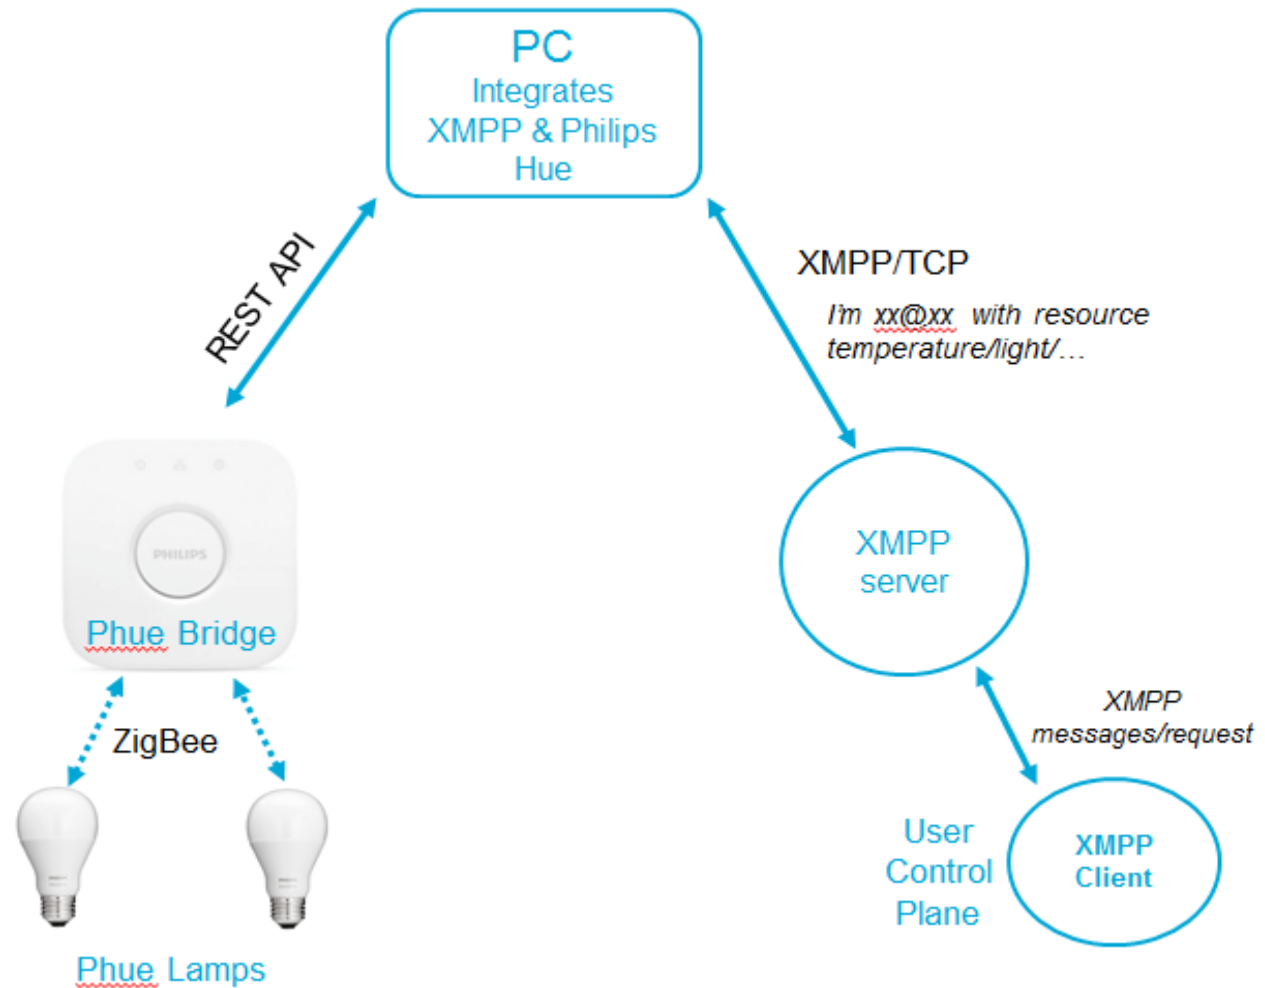 PC
Integrates
XMPP & Philips
Hue
REST API
XMPP/TCP
I'm xx@xx with resource
temperature/light/...
PHILIPS
Phue Bridge
XMPP
server
ZigBee
XMPP
messages/request
User
Control
Plane
XMPP
Client
Phue Lamps